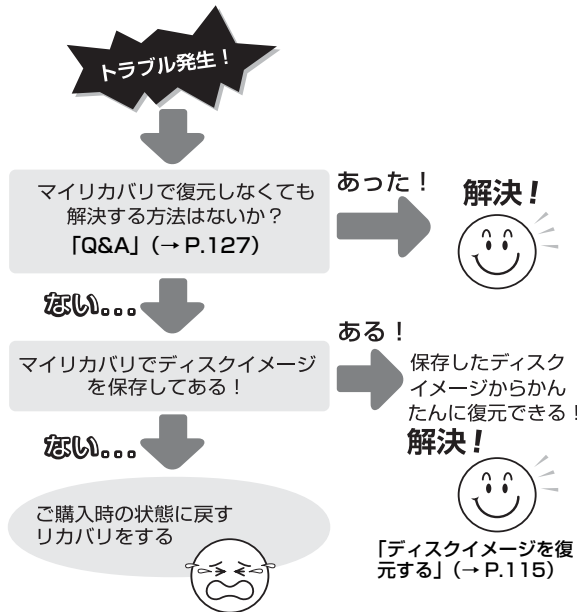 トラブル発生！
マイリカバリで復元しなくても
解決する方法はないか？
「Q&A」（→P.127）
あった！
解決！
ない...
マイリカバリでディスクイメージ
を保存してある！
ある！
保存したディスク
イメージからかん
たんに復元できる！
解決！
「ディスクイメージを復
元する」（→P.115）
ない...
ご購入時の状態に戻す
リカバリをする